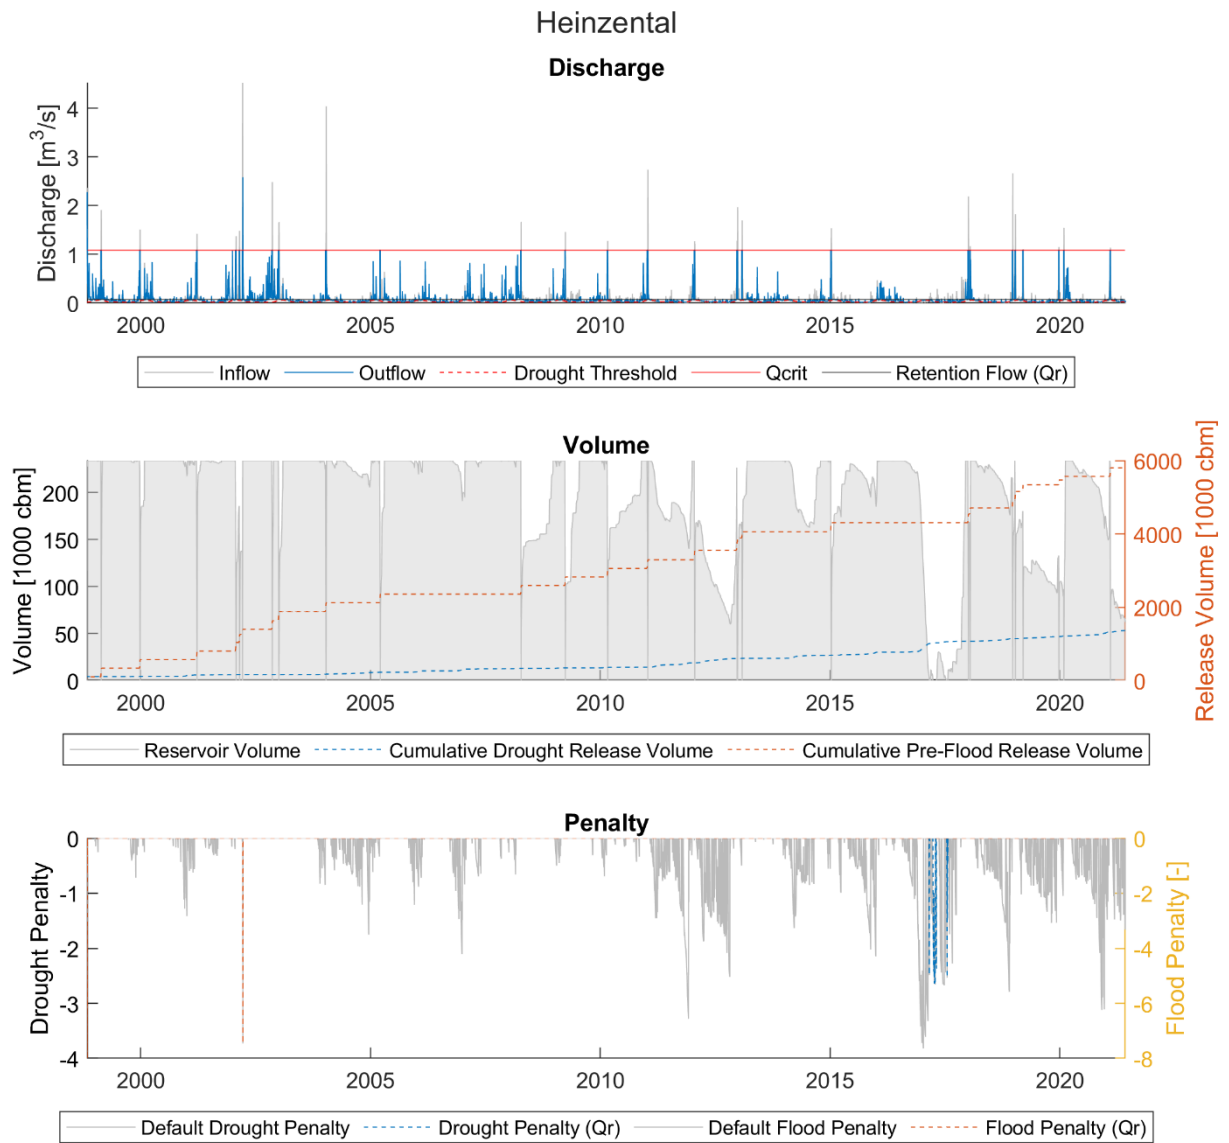 Heinzental
Discharge
Discharge [m³/s]
4
3
2
1
0
2000 2005 2010 2015 2020
Inflow Outflow Drought Threshold Qcrit Retention Flow (Qr)
Volume
Volume [1000 cbm]
200
150
100
50
0
6000
4000
2000
0
Release Volume [1000 cbm]
2000 2005 2010 2015 2020
Reservoir Volume Cumulative Drought Release Volume Cumulative Pre-Flood Release Volume
Penalty
Drought Penalty
0
-1
-2
-3
-4
0
-2
-4
-6
-8
Flood Penalty [-]
2000 2005 2010 2015 2020
Default Drought Penalty Drought Penalty (Qr) Default Flood Penalty Flood Penalty (Qr)